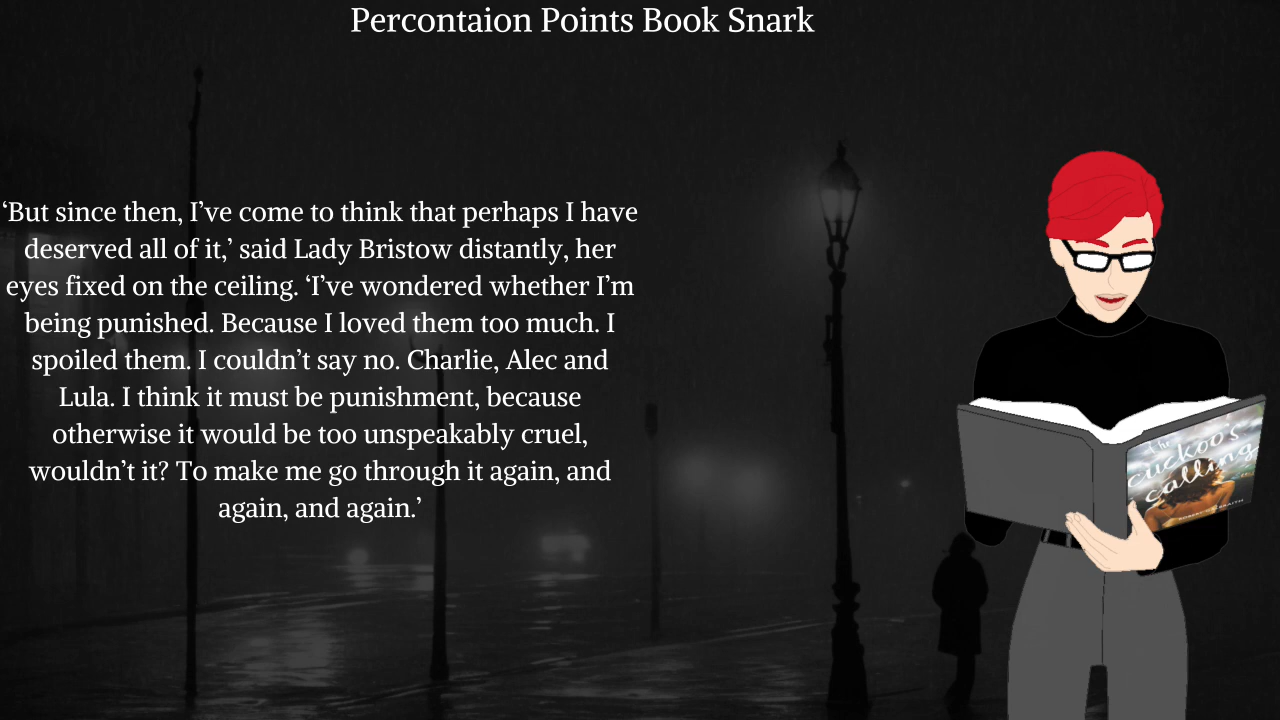 Percontaion Points Book Snark
‘But since then, I’ve come to think that perhaps I have
deserved all of it,’ said Lady Bristow distantly, her
eyes fixed on the ceiling. ‘I’ve wondered whether I’m
being punished. Because I loved them too much. I
spoiled them. I couldn’t say no. Charlie, Alec and
Lula. I think it must be punishment, because
otherwise it would be too unspeakably cruel,
wouldn’t it? To make me go through it again, and
again, and again.’
The
cuckoo's
calling